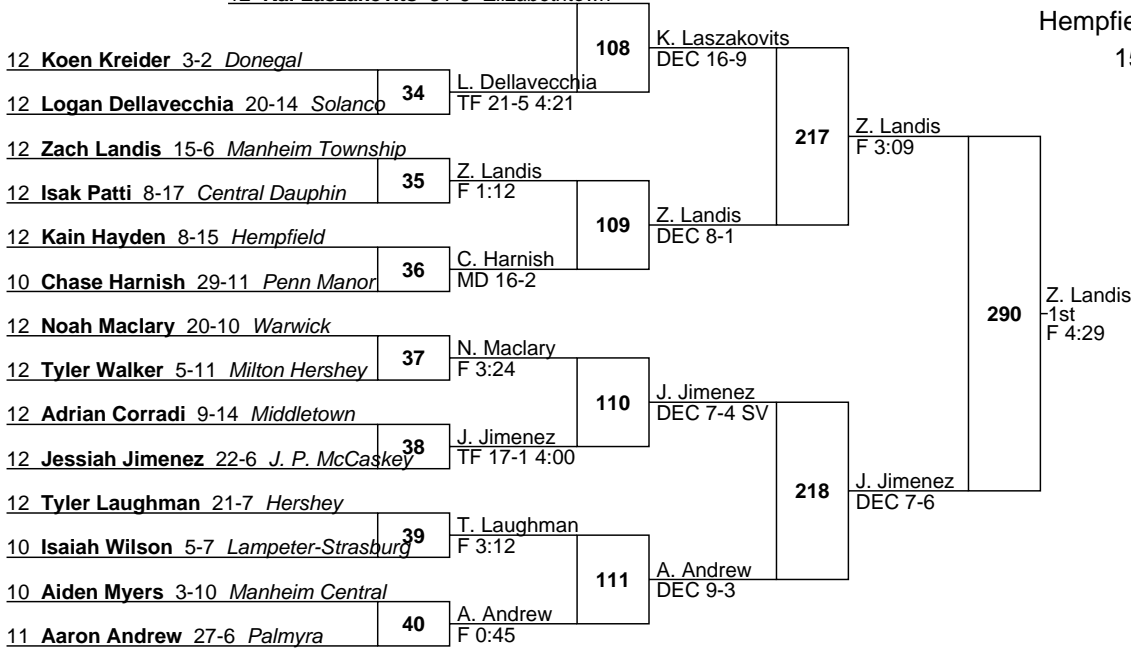 12 Kai Laszakovits Elizabethtown
Hempfie
15
108
K. Laszakovits
DEC 16-9
12 Koen Kreider 3-2 Donegal
34
L. Dellavecchia
TF 21-5 4:21
12 Logan Dellavecchia 20-14 Solanco
217
Z. Landis
F 3:09
12 Zach Landis 15-6 Manheim Township
35
Z. Landis
F 1:12
12 Isak Patti 8-17 Central Dauphin
109
Z. Landis
DEC 8-1
12 Kain Hayden 8-15 Hempfield
36
C. Harnish
MD 16-2
10 Chase Harnish 29-11 Penn Manor
290
Z. Landis
1st
F 4:29
12 Noah Maclary 20-10 Warwick
37
N. Maclary
F 3:24
12 Tyler Walker 5-11 Milton Hershey
110
J. Jimenez
DEC 7-4 SV
12 Adrian Corradi 9-14 Middletown
38
J. Jimenez
TF 17-1 4:00
12 Jessiah Jimenez 22-6 J. P. McCaskey
218
J. Jimenez
DEC 7-6
12 Tyler Laughman 21-7 Hershey
39
T. Laughman
F 3:12
10 Isaiah Wilson 5-7 Lampeter-Strasburg
111
A. Andrew
DEC 9-3
10 Aiden Myers 3-10 Manheim Central
40
A. Andrew
F 0:45
11 Aaron Andrew 27-6 Palmyra